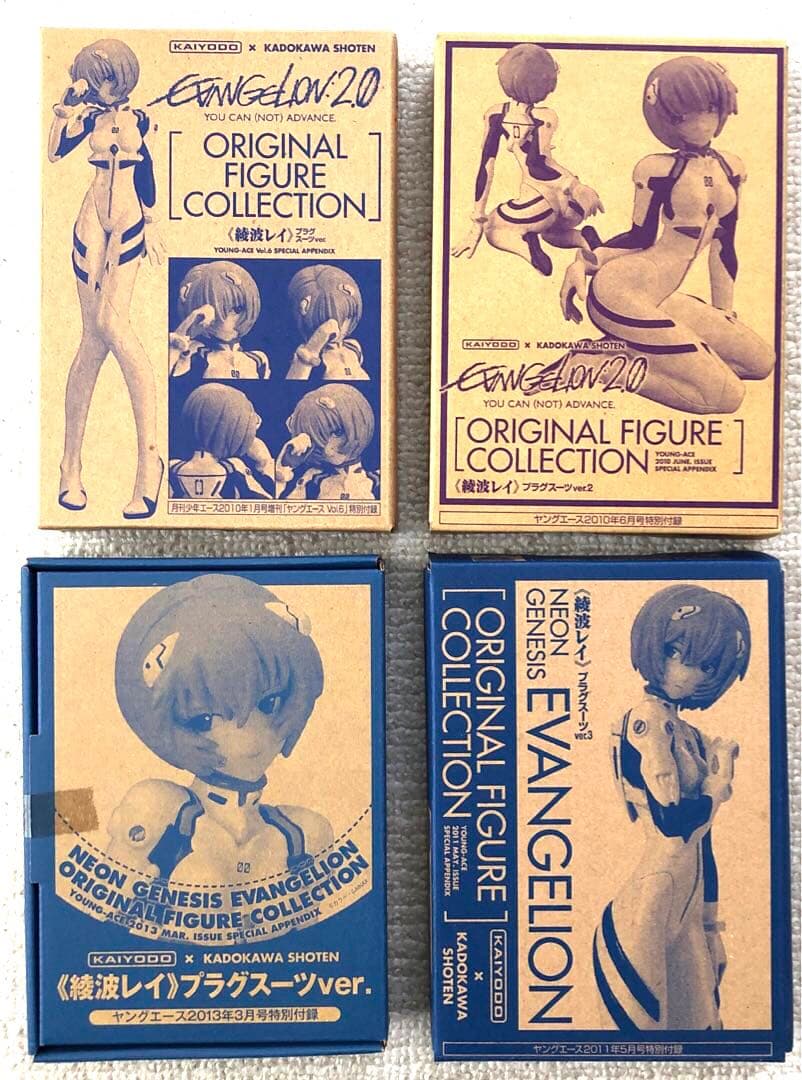 KAIYODO × KADOKAWA SHOTEN
EVANGELION:2.0
YOU CAN (NOT) ADVANCE.
[ORIGINAL
FIGURE
COLLECTION]
《綾波レイ》プラグスーツver.
YOUNG-ACE Vol.6 SPECIAL APPENDIX
00
月刊少年エース2010年1月号増刊「ヤングエース Vol.6」特別付録
0
00
KAIYODO × KADOKAWA SHOTEN
EVANGELION:2.0
YOU CAN (NOT) ADVANCE.
[ORIGINAL FIGURE
COLLECTION]
YOUNG-ACE
2010 JUNE. ISSUE
SPECIAL APPENDIX
《綾波レイ》プラグスーツver.2
ヤングエース2010年6月号特別付録
00
NEON GENESIS EVANGELION
ORIGINAL FIGURE COLLECTION
YOUNG-ACE 2013 MAR. ISSUE SPECIAL APPENDIX
KAIYODO × KADOKAWA SHOTEN
《綾波レイ》プラグスーツver.
ヤングエース2013年3月号特別付録
《綾波レイ》プラグスーツver.3
NEON
GENESIS
EVANGELION
[ORIGINAL FIGURE
COLLECTION]
YOUNG-ACE
2011 MAY. ISSUE
SPECIAL APPENDIX
KAIYODO
×
KADOKAWA
SHOTEN
ヤングエース2011年5月号特別付録